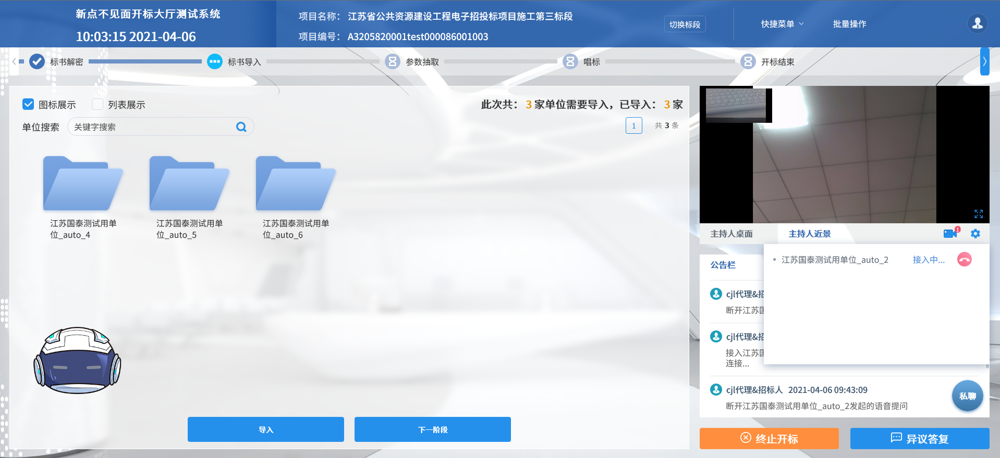 新点不见面开标大厅测试系统
10:03:15 2021-04-06
项目名称： 江苏省公共资源建设工程电子招投标项目施工第三标段
项目编号： A3205820001test000086001003
切换标段
快捷菜单
批量操作
标书解密
标书导入
参数抽取
唱标
开标结束
图标展示
列表展示
此次共： 3 家单位需要导入，已导入： 3 家
单位搜索
关键字搜索
1
共 3 条
江苏国泰测试用单
位_auto_4
江苏国泰测试用单
位_auto_5
江苏国泰测试用单
位_auto_6
导入
下一阶段
主持人桌面
主持人近景
1
江苏国泰测试用单位_auto_2
接入中...
公告栏
cjl代理&招
断开江苏国
cjl代理&招
接入江苏国
连接...
cjl代理&招标人 2021-04-06 09:43:09
断开江苏国泰测试用单位_auto_2发起的语音提问
私聊
终止开标
异议答复